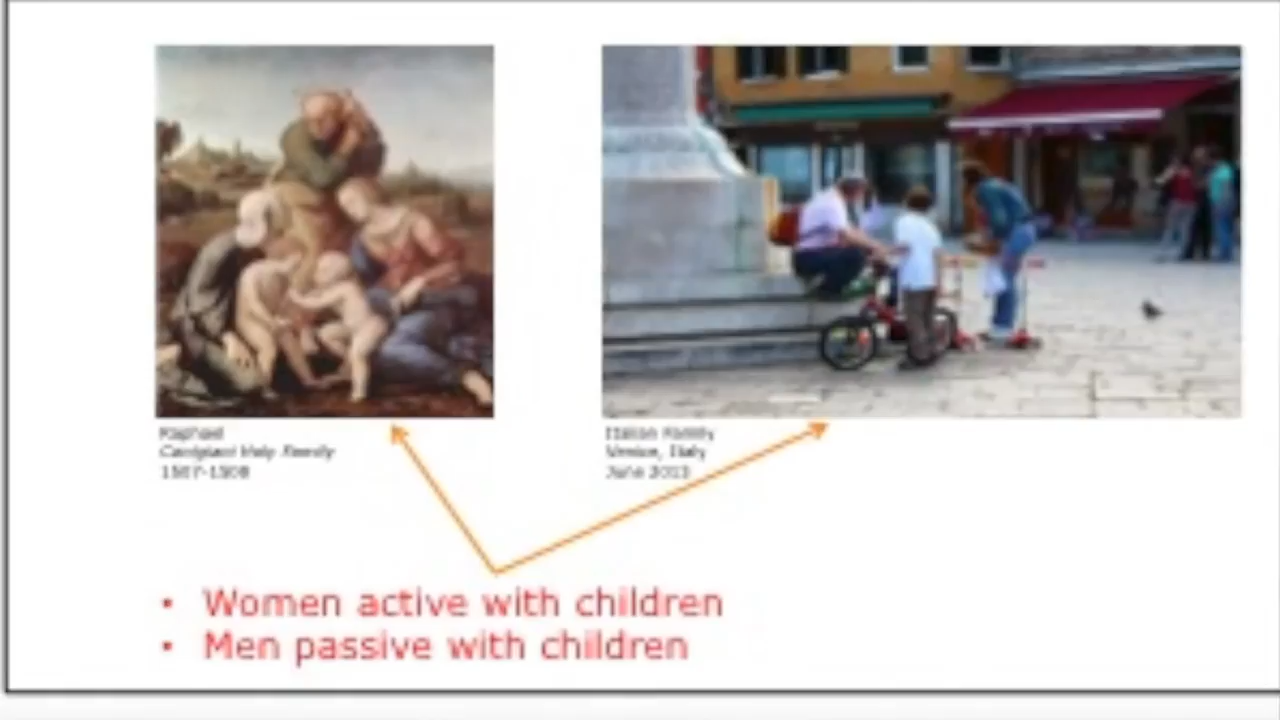 Raphael
Canigiani Holy Family
1507-1508
Italian Family
Venice, Italy
June 2013
• Women active with children
• Men passive with children